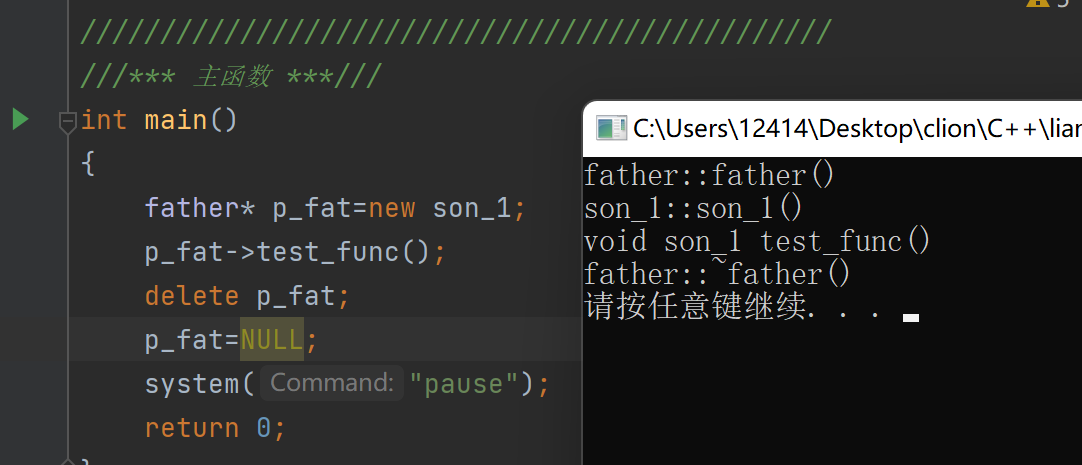 ///////////////////////////////////////////////
///*** 主函数 ***///
int main()
{
father* p_fat=new son_1;
p_fat->test_func();
delete p_fat;
p_fat=NULL;
system(Command: "pause");
return 0;
C:\Users\12414\Desktop\clion\C++\lian
father::father()
son_1::son_1()
void son_1 test_func()
father::~father()
请按任意键继续. . .